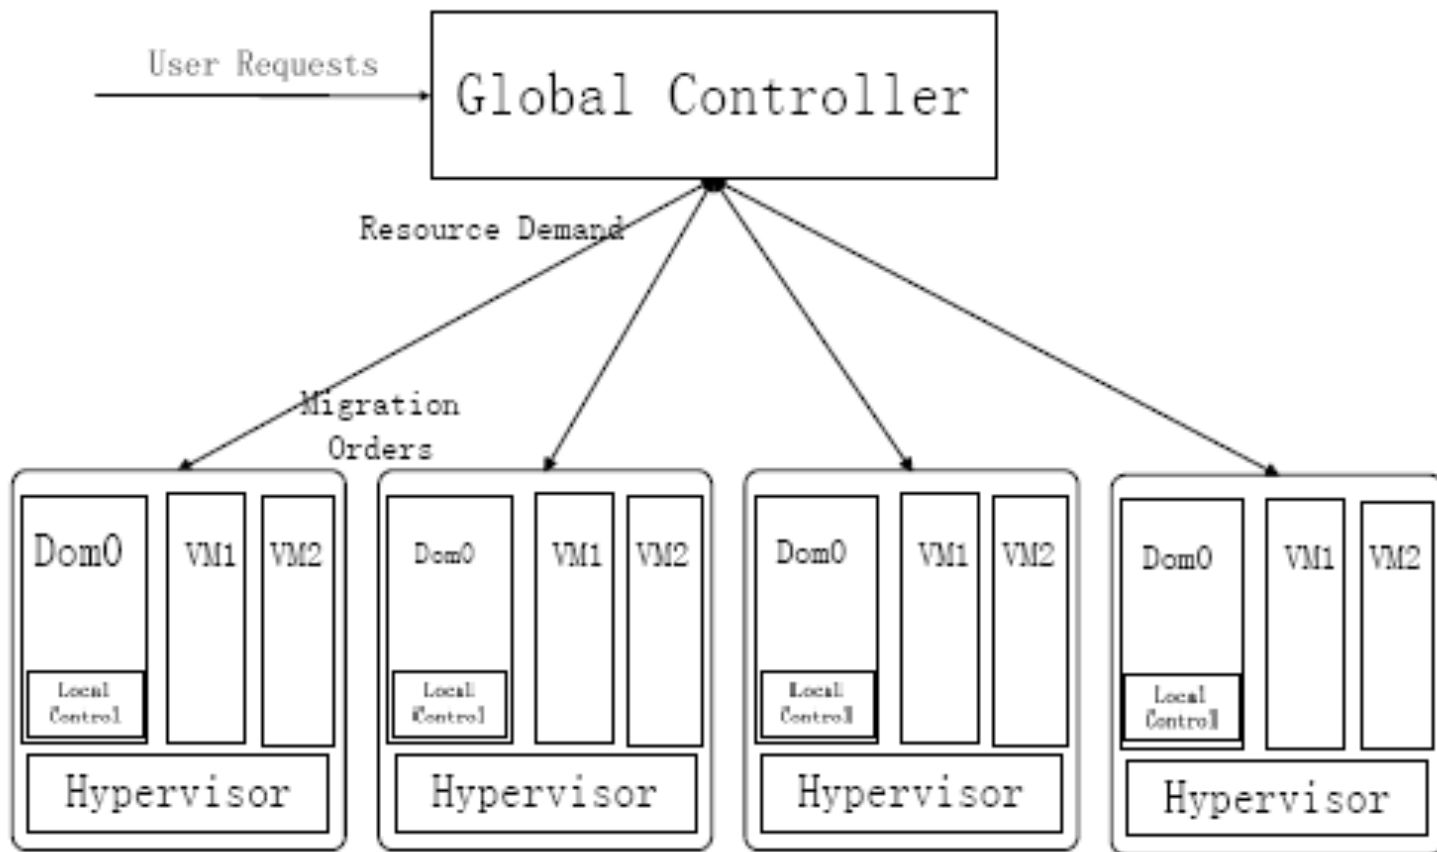 User Requests
Global Controller
Resource Demand
Migration
Orders
Dom0 VM1 VM2
Local
Control
Hypervisor
Dom0 VM1 VM2
Local
Control
Hypervisor
Dom0 VM1 VM2
Local
Control
Hypervisor
Dom0 VM1 VM2
Local
Control
Hypervisor